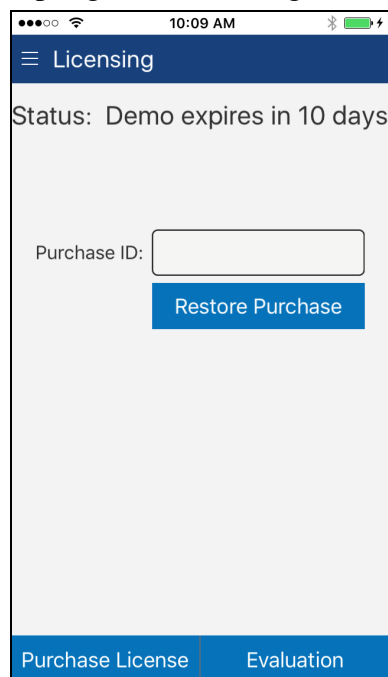 10:09 AM
Licensing
Status: Demo expires in 10 days
Purchase ID:
Restore Purchase
Purchase License Evaluation